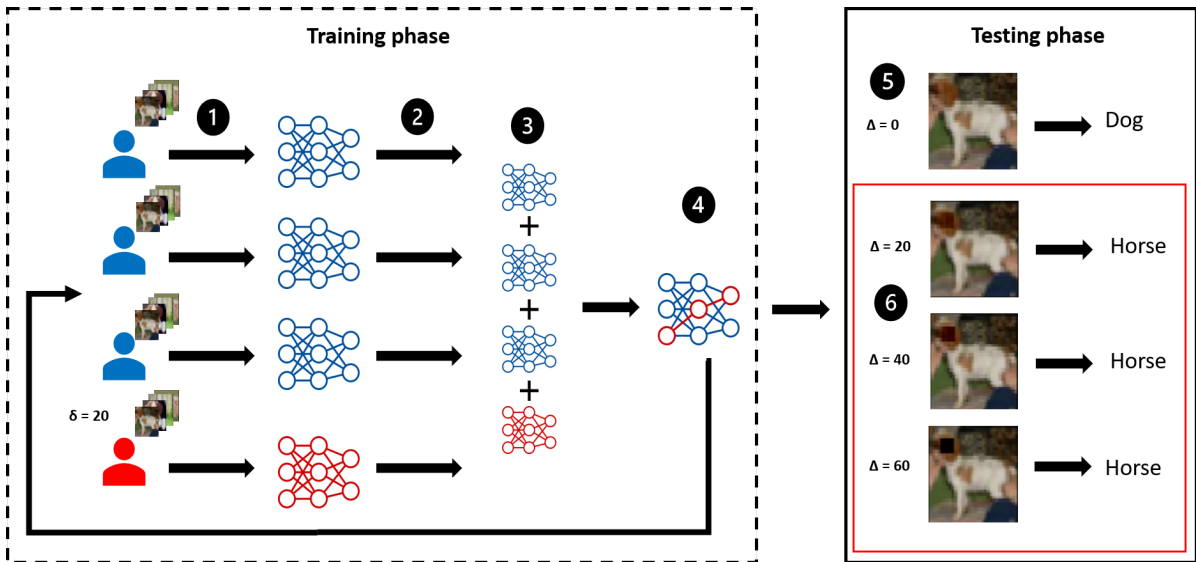 Training phase
1
2
3
4
+
+
+
δ = 20
Testing phase
5
Δ = 0
Dog
Δ = 20
Horse
6
Δ = 40
Horse
Δ = 60
Horse